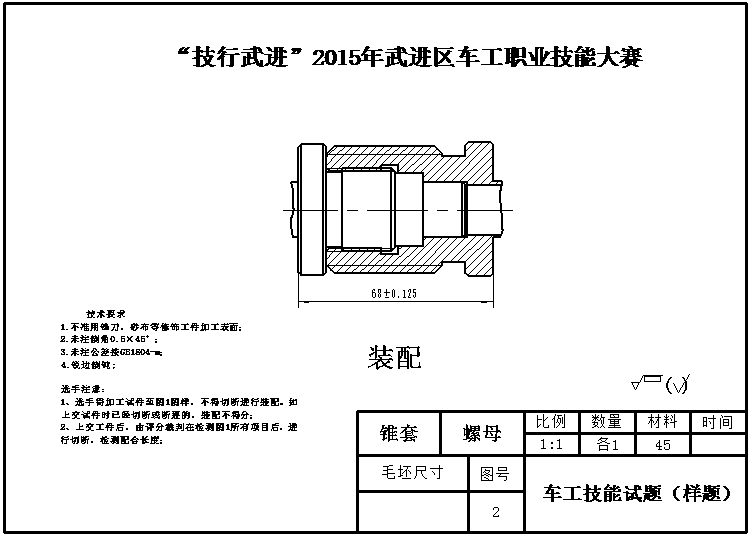 “技行武进”2015年武进区车工职业技能大赛
68±0.125
技术要求
1.不准用锉刀、砂布等修饰工件加工表面;
2.未注倒角0.5×45°;
3.未注公差按GB1804-m;
4.锐边倒钝;
选手注意:
1、选手需加工试件至图1图样,不得切断进行装配,如
上交试件时已经切断或断裂的,装配不得分;
2、上交工件后,由评分裁判在检测图1所有项目后,进
行切断,检测配合长度;
装配
(√)
锥套 螺母 比例 数量 材料 时间
1:1 各1 45
毛坯尺寸 图号 车工技能试题（样题）
2